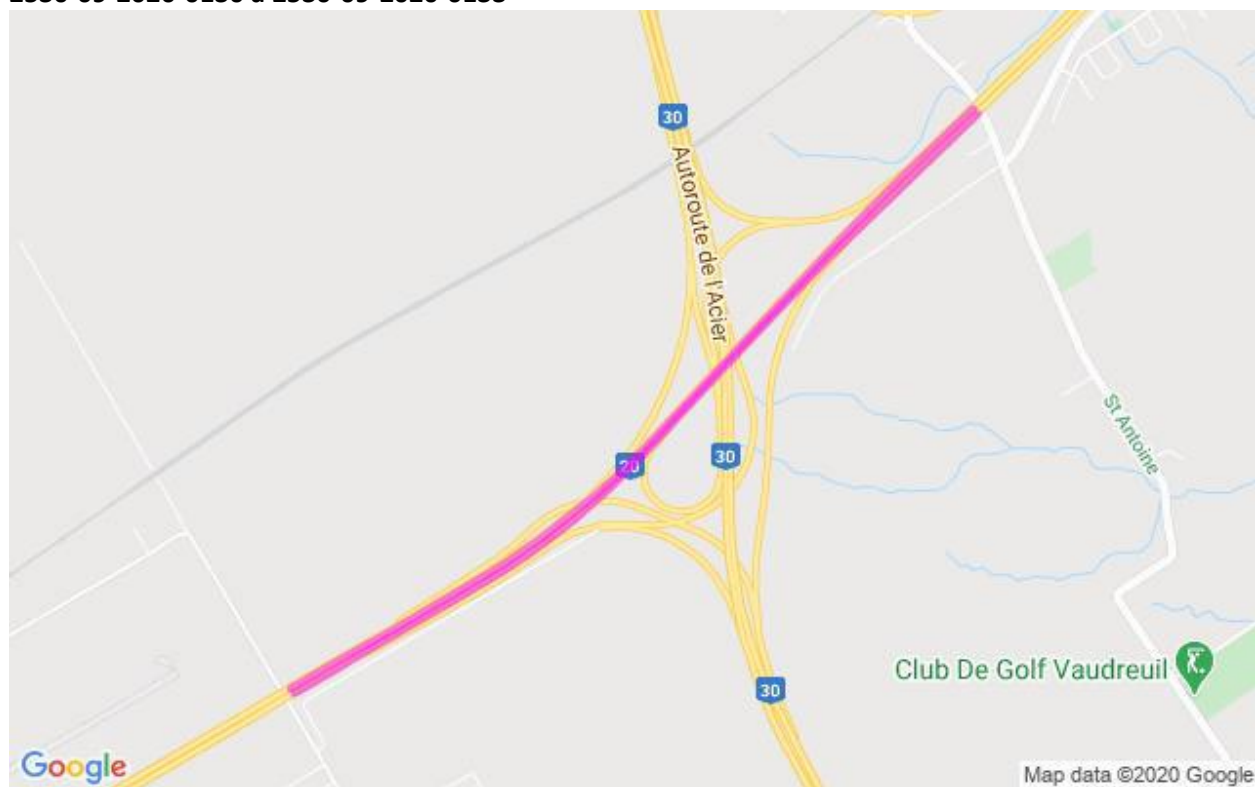 30
Autoroute de l'Acier
20
30
St Antoine
30
Club De Golf Vaudreuil
Google
Map data ©2020 Google